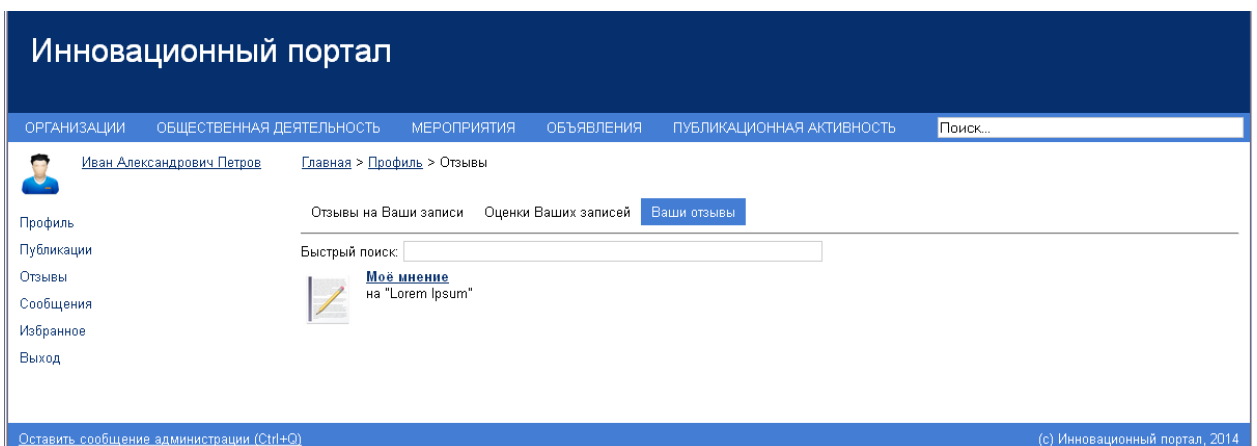 Инновационный портал
ОРГАНИЗАЦИИ ОБЩЕСТВЕННАЯ ДЕЯТЕЛЬНОСТЬ МЕРОПРИЯТИЯ ОБЪЯВЛЕНИЯ ПУБЛИКАЦИОННАЯ АКТИВНОСТЬ Поиск...
Иван Александрович Петров Главная > Профиль > Отзывы
Отзывы на Ваши записи Оценки Ваших записей Ваши отзывы
Профиль
Публикации
Отзывы
Сообщения
Избранное
Выход
Быстрый поиск:
Моё мнение
на "Lorem Ipsum"
Оставить сообщение администрации (Ctrl+Q) (c) Инновационный портал, 2014